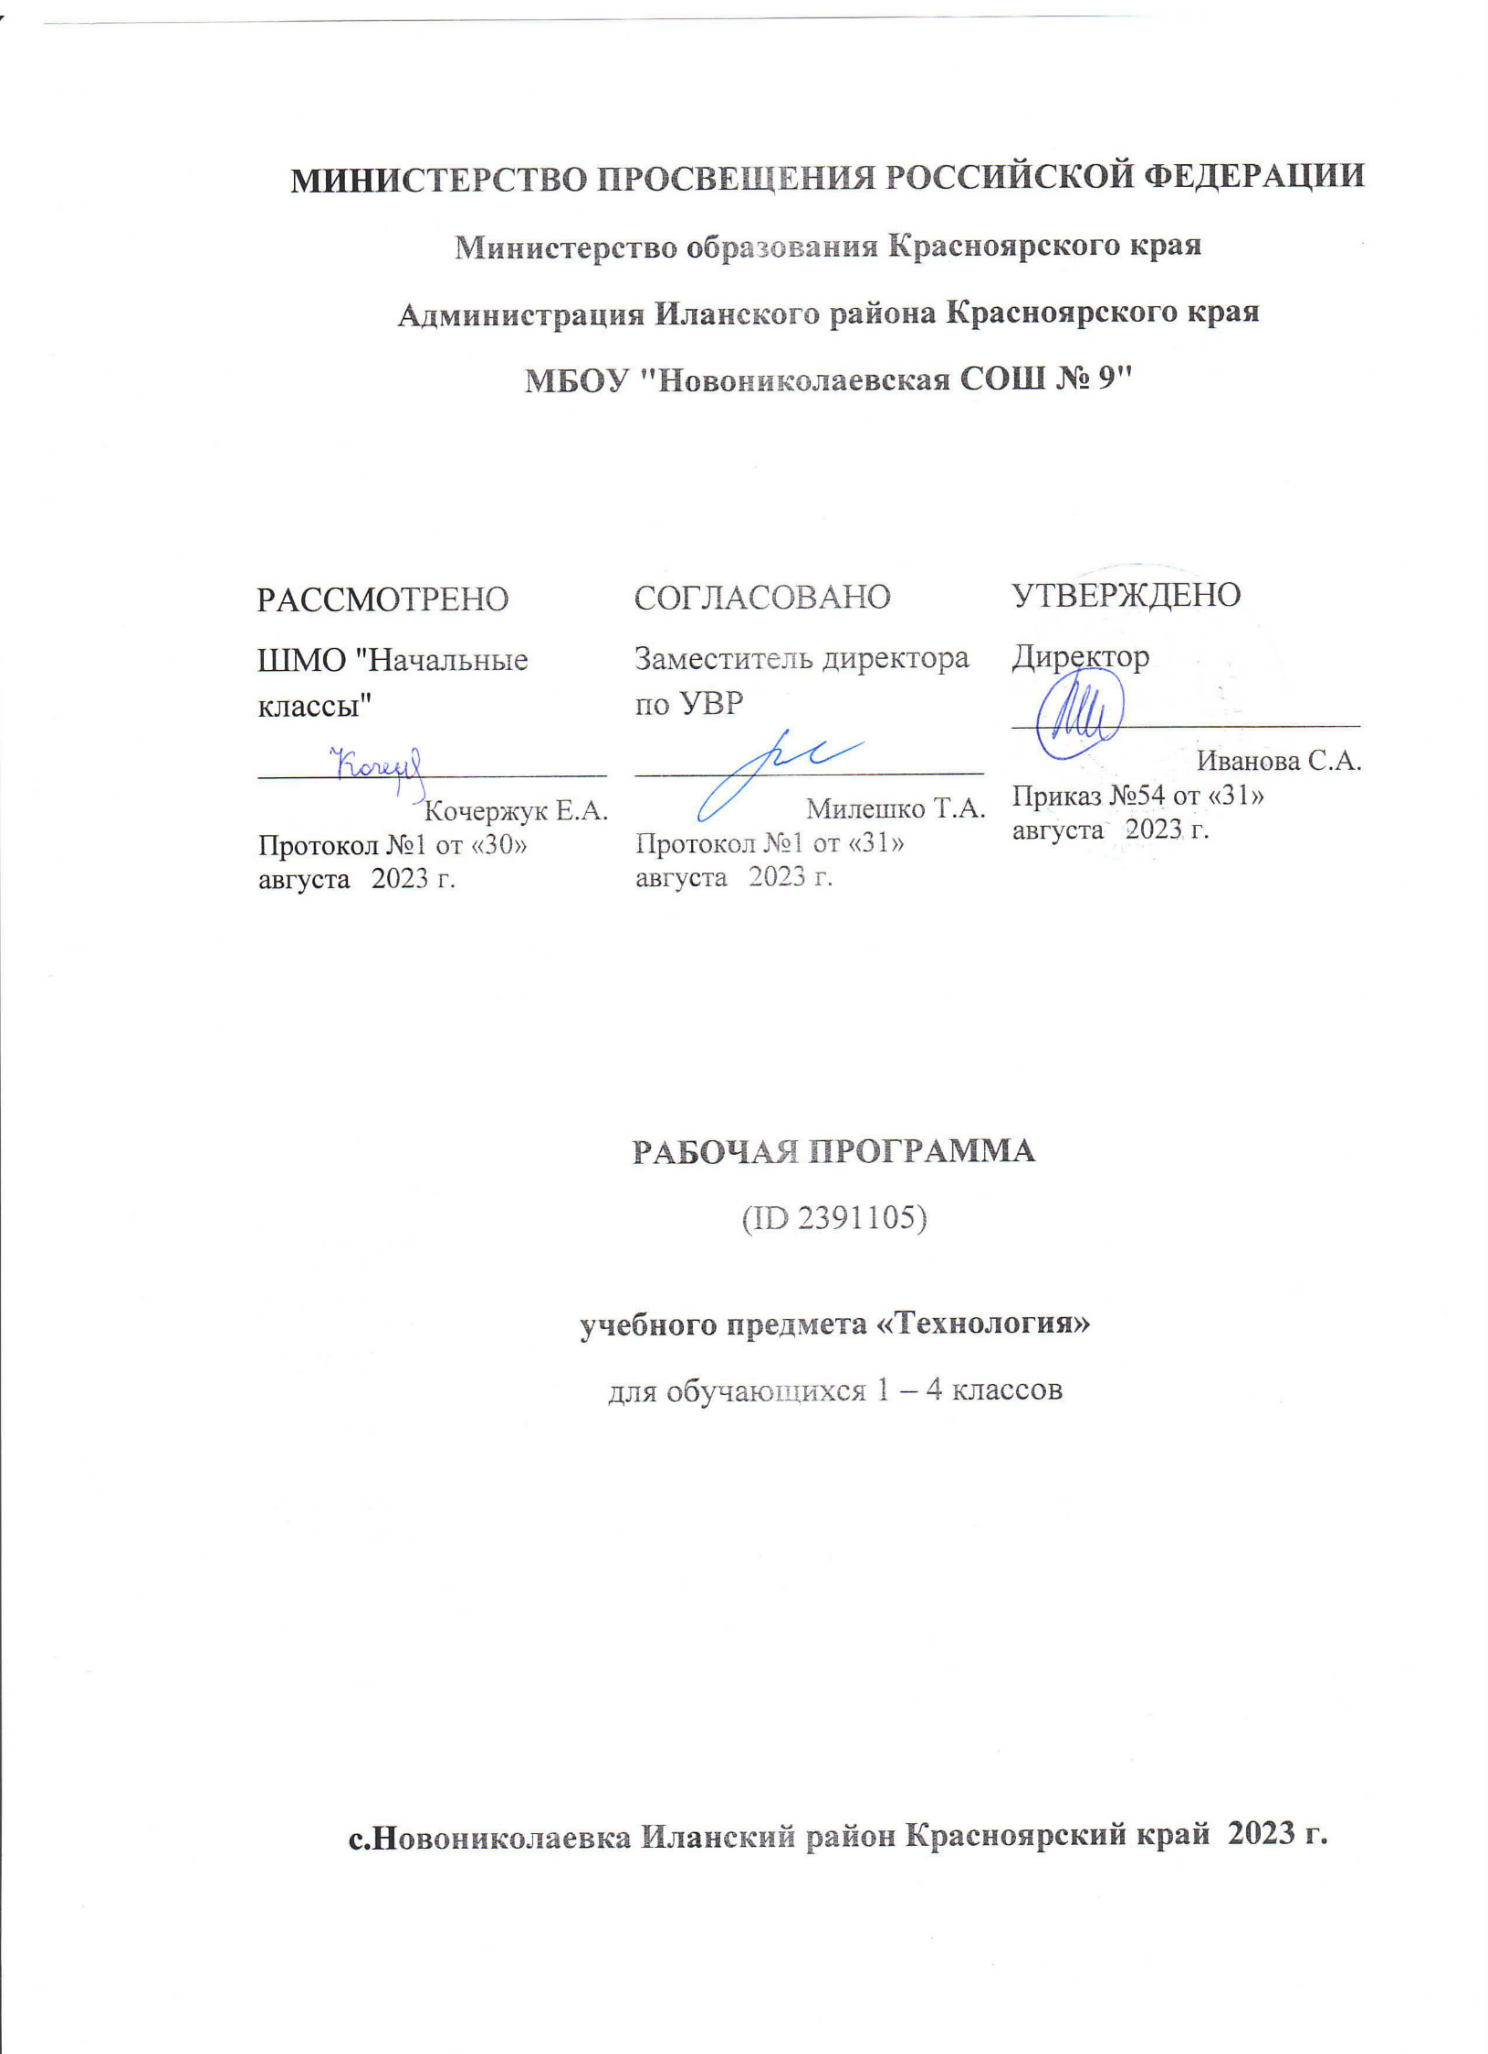 МИНИСТЕРСТВО ПРОСВЕЩЕНИЯ РОССИЙСКОЙ ФЕДЕРАЦИИ
Министерство образования Красноярского края
Администрация Иланского района Красноярского края
МБОУ "Новониколаевская СОШ № 9"
РАССМОТРЕНО
ШМО "Начальные
классы"
Кочержук Е.А.
Протокол №1 от «30»
августа 2023 г.
СОГЛАСОВАНО
Заместитель директора
по УВР
Милешко Т.А.
Протокол №1 от «31»
августа 2023 г.
УТВЕРЖДЕНО
Директор
Иванова С.А.
Приказ №54 от «31»
августа 2023 г.
РАБОЧАЯ ПРОГРАММА
(ID 2391105)
учебного предмета «Технология»
для обучающихся 1 – 4 классов
с.Новониколаевка Иланский район Красноярский край 2023 г.